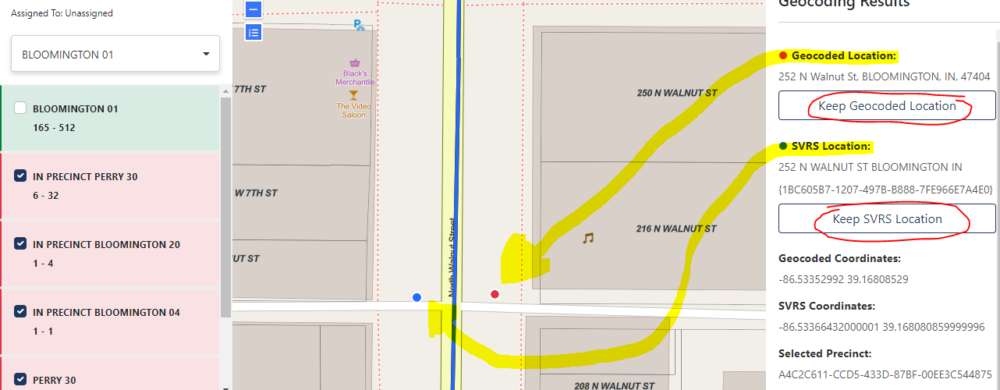 Assigned To: Unassigned
BLOOMINGTON 01
BLOOMINGTON 01
165 - 512
IN PRECINCT PERRY 30
6 - 32
IN PRECINCT BLOOMINGTON 20
1 - 4
IN PRECINCT BLOOMINGTON 04
1 - 1
PERRY 30
P
Black's
Merchantile
The Video
Saloon
7TH ST
W 7TH ST
UT ST
North Walnut Street
250 N WALNUT ST
216 N WALNUT ST
208 N WALNUT ST
Geocoding Results
Geocoded Location:
252 N Walnut St, BLOOMINGTON, IN, 47404
Keep Geocoded Location
SVRS Location:
252 N WALNUT ST BLOOMINGTON IN
{1BC605B7-1207-497B-B888-7FE966E7A4E0}
Keep SVRS Location
Geocoded Coordinates:
-86.53352992 39.16808529
SVRS Coordinates:
-86.53366432000001 39.168080859999996
Selected Precinct:
A4C2C611-CCD5-433D-87BF-00EE3C544875